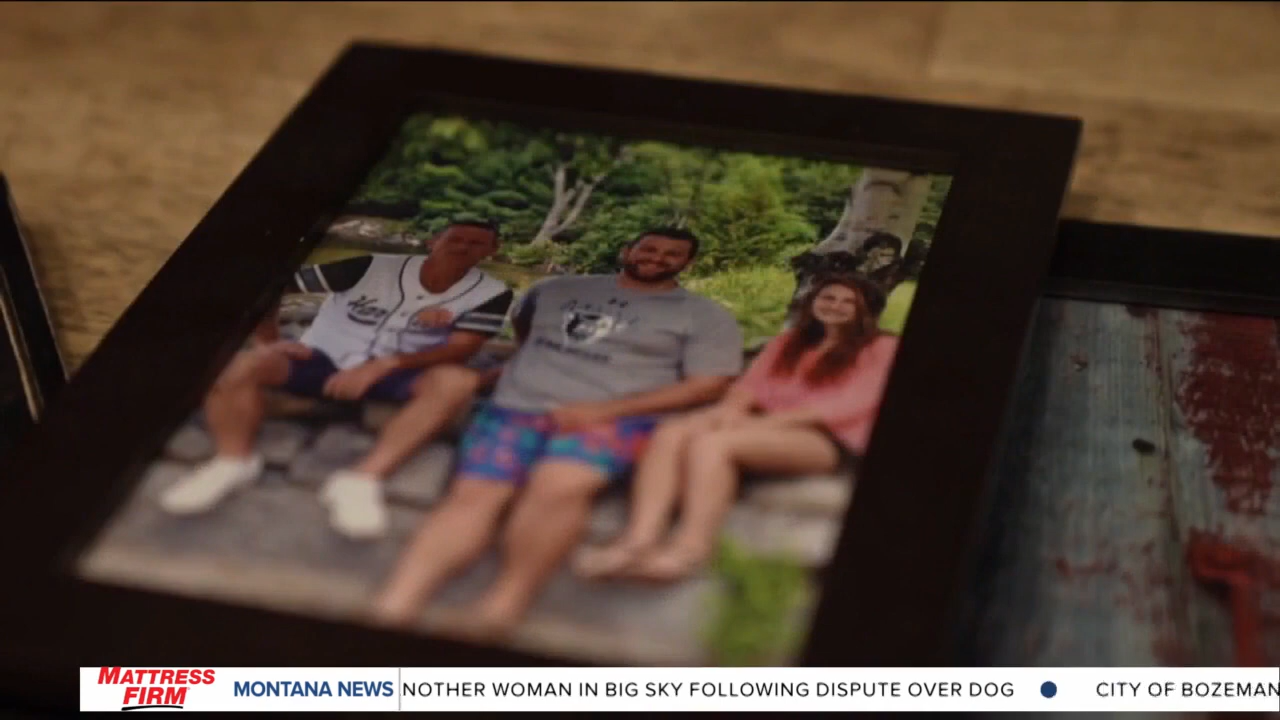 MATTRESS
FIRM
MONTANA NEWS
NOTHER WOMAN IN BIG SKY FOLLOWING DISPUTE OVER DOG
CITY OF BOZEMAN